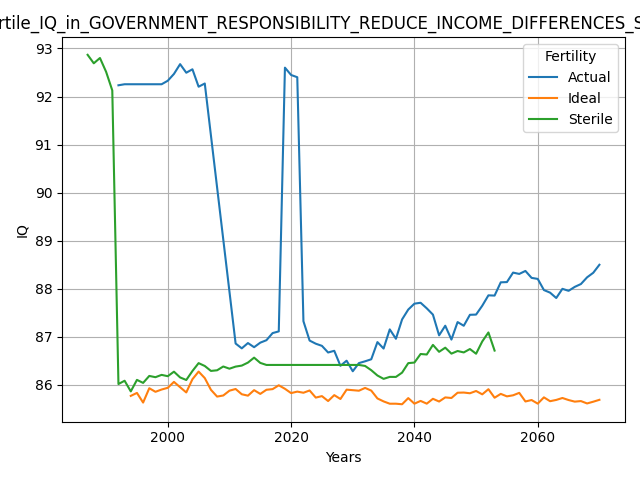 rtile_IQ_in_GOVERNMENT_RESPONSIBILITY_REDUCE_INCOME_DIFFERENCES_S
Fertility
Actual
Ideal
Sterile
93
92
91
90
89
88
87
86
IQ
2000 2020 2040 2060
Years